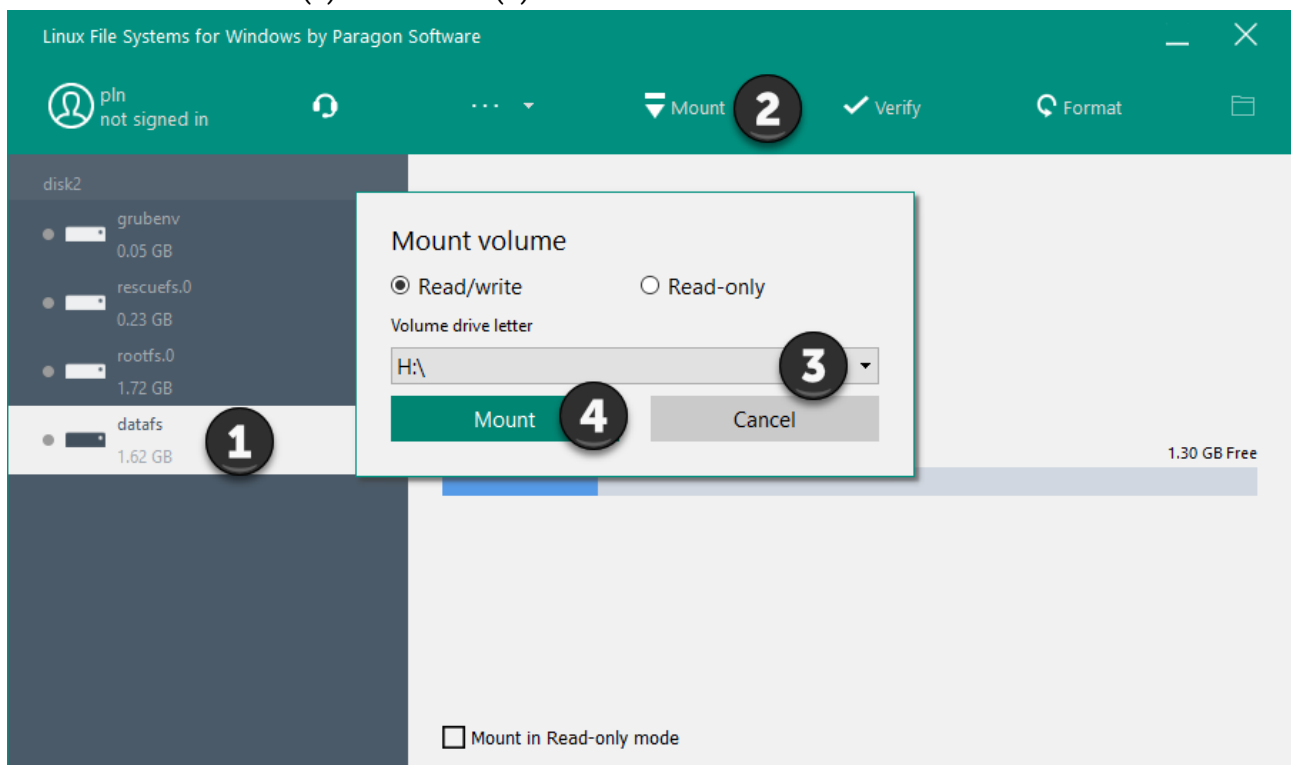 Linux File Systems for Windows by Paragon Software
pln
not signed in
... Mount 2 Verify Format
disk2
grubenv
0.05 GB
rescuefs.0
0.23 GB
rootfs.0
1.72 GB
datafs
1.62 GB
1
Mount volume
Read/write Read-only
Volume drive letter
H:\ 3
Mount 4 Cancel
1.30 GB Free
Mount in Read-only mode